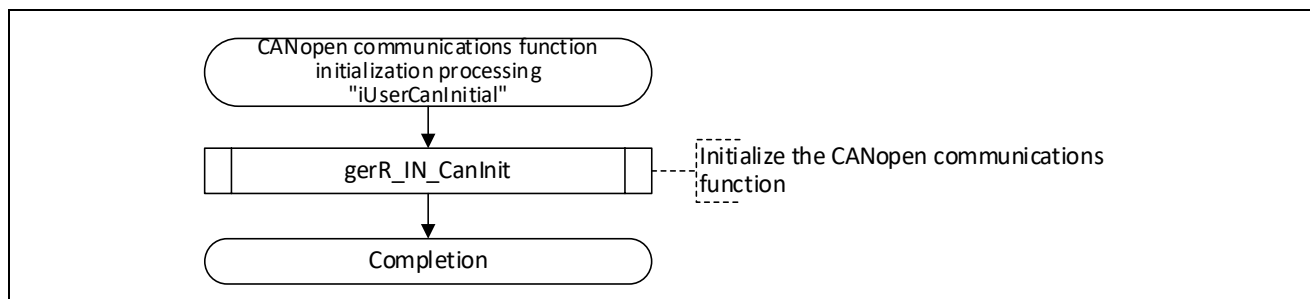 CANopen communications function
initialization processing
"iUserCanInitial"
gerR_IN_CanInit
Initialize the CANopen communications
function
Completion